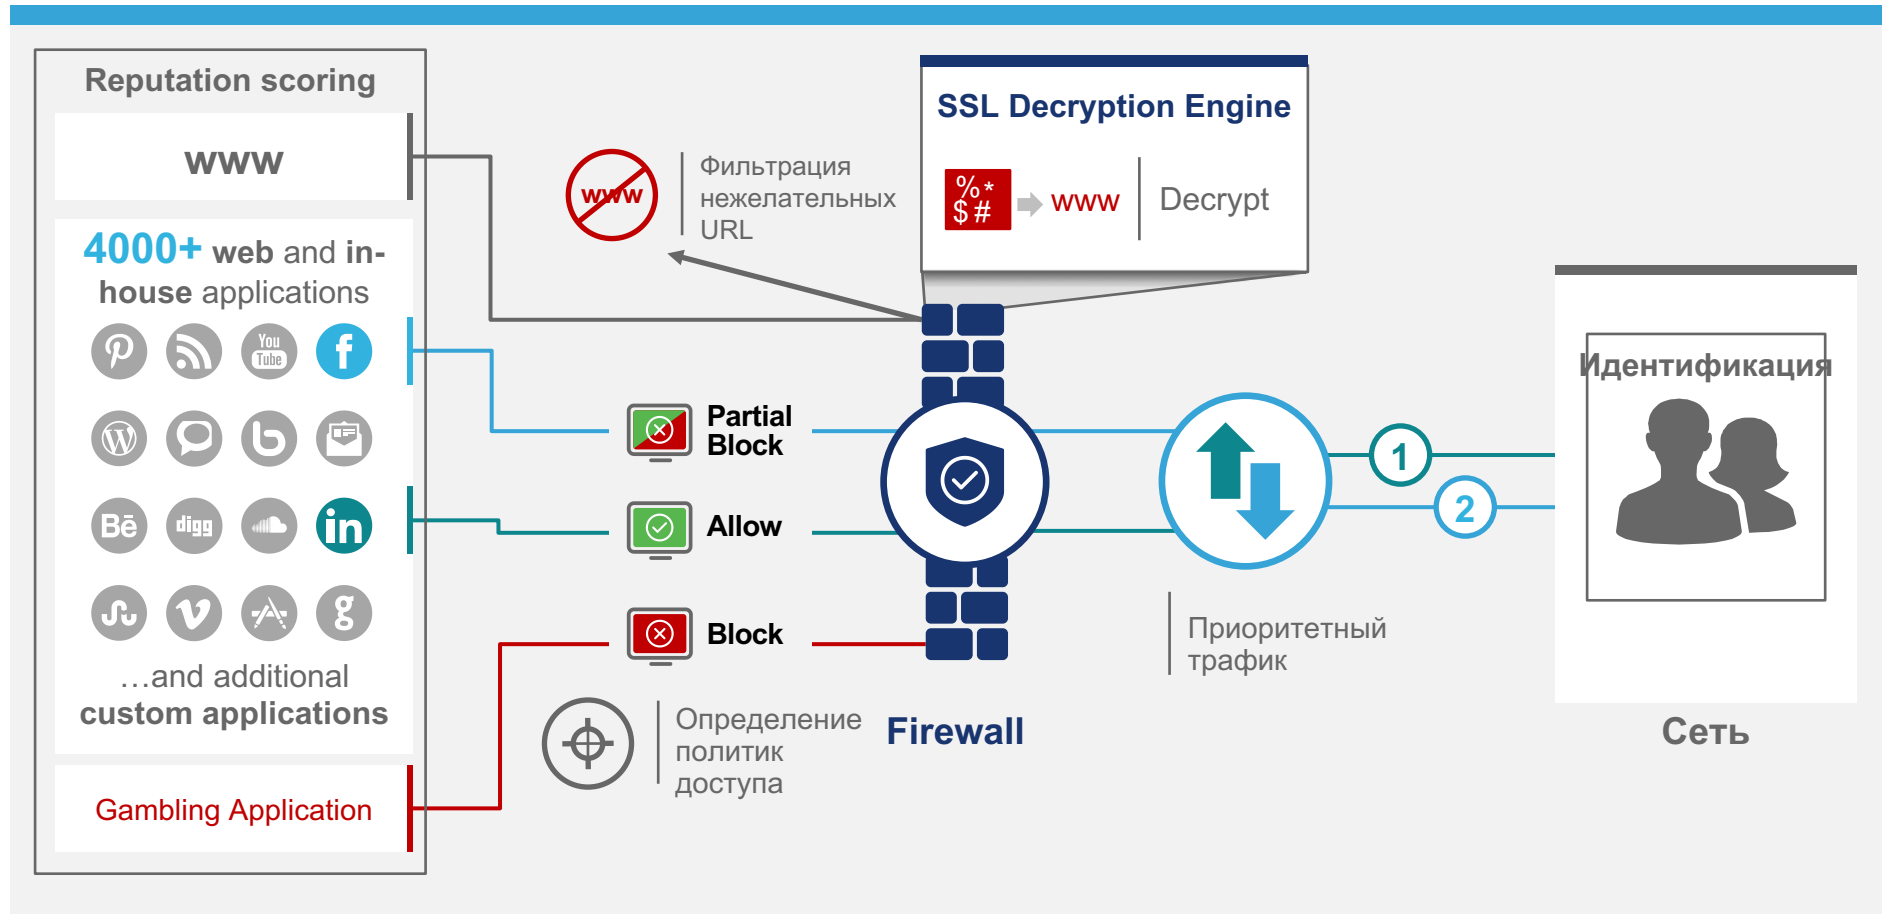 Reputation scoring
www
4000+ web and in-
house applications
You
Tube
f
Bē
digg
in
g
…and additional
custom applications
Gambling Application
www
Фильтрация
нежелательных
URL
SSL Decryption Engine
%*
$#
www
Decrypt
Partial
Block
Allow
Block
Определение
политик
доступа
Firewall
Приоритетный
трафик
1
2
Идентификация
Сеть